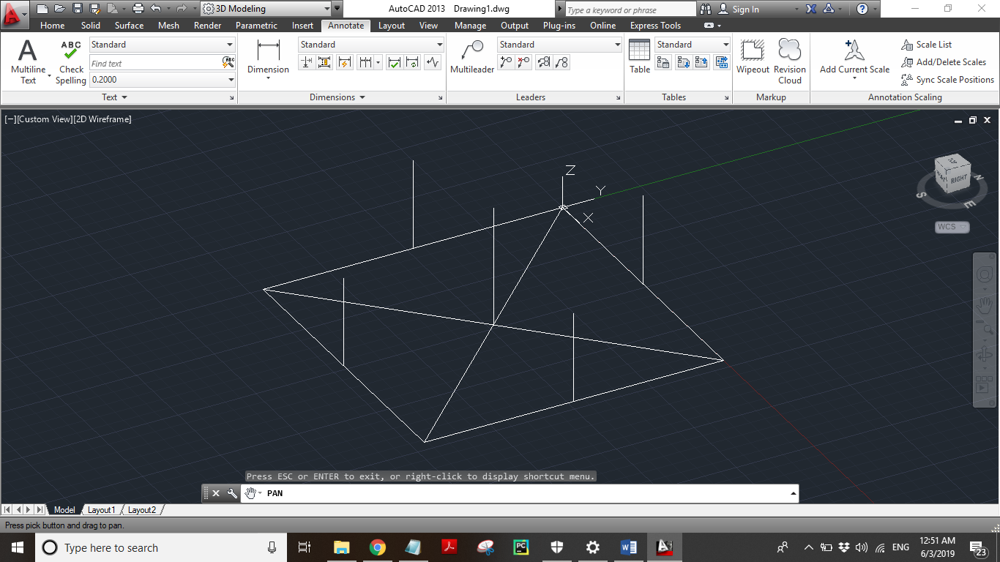 3D Modeling
AutoCAD 2013 Drawing1.dwg
Type a keyword or phrase
Sign In
Home Solid Surface Mesh Render Parametric Insert Annotate Layout View Manage Output Plug-ins Online Express Tools
A
Multiline Text
ABC
Check Spelling
Standard
Find text
ABC
0.2000
Text
Dimension
Standard
Dimensions
Multileader
Standard
Leaders
Table
Standard
Tables
Wipeout
Revision Cloud
Markup
Add Current Scale
Scale List
Add/Delete Scales
Sync Scale Positions
Annotation Scaling
[−][Custom View][2D Wireframe]
Z
Y
X
RIGHT
N
S
E
WCS
Press ESC or ENTER to exit, or right-click to display shortcut menu.
PAN
Model Layout1 Layout2
Press pick button and drag to pan.
Type here to search
PC
ENG
12:51 AM
6/3/2019
23